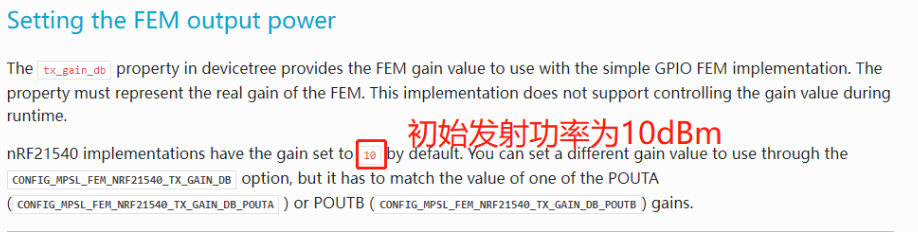 Setting the FEM output power
The tx_gain_db property in devicetree provides the FEM gain value to use with the simple GPIO FEM implementation. The
property must represent the real gain of the FEM. This implementation does not support controlling the gain value during
runtime.
初始发射功率为10dBm
nRF21540 implementations have the gain set to 10 by default. You can set a different gain value to use through the
CONFIG_MPSL_FEM_NRF21540_TX_GAIN_DB option, but it has to match the value of one of the POUTA
( CONFIG_MPSL_FEM_NRF21540_TX_GAIN_DB_POUTA ) or POUTB ( CONFIG_MPSL_FEM_NRF21540_TX_GAIN_DB_POUTB ) gains.